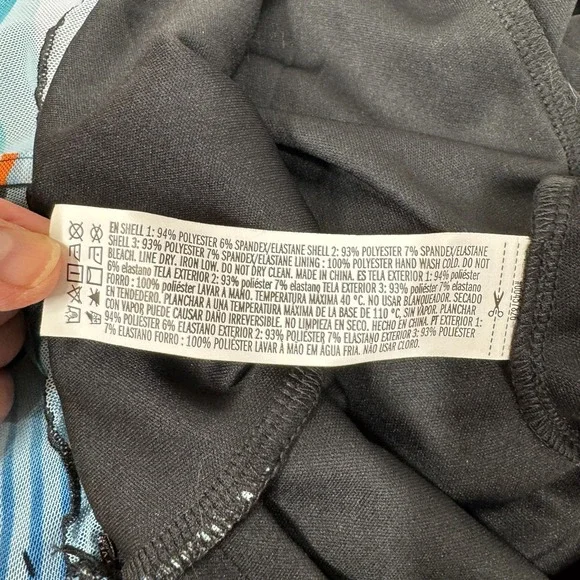 EN SHELL 1: 94% POLYESTER 6% SPANDEX/ELASTANE SHELL 2: 93% POLYESTER 7% SPANDEX/ELASTANE
SHELL 3: 93% POLYESTER 7% SPANDEX/ELASTANE LINING : 100% POLYESTER HAND WASH COLD. DO NOT
BLEACH. LINE DRY. IRON LOW. DO NOT DRY CLEAN. MADE IN CHINA. ES TELA EXTERIOR 1: 94% poliéster
6% elastano TELA EXTERIOR 2: 93% poliéster 7% elastano TELA EXTERIOR 3: 93% poliéster 7% elastano
FORRO : 100% poliéster LAVAR A MANO. TEMPERATURA MÁXIMA 40 °C. NO USAR BLANQUEADOR. SECADO
EN TENDEDERO. PLANCHAR A UNA TEMPERATURA MÁXIMA DE LA BASE DE 110 °C. SIN VAPOR. PLANCHAR
CON VAPOR PUEDE CAUSAR DAÑO IRREVERSIBLE. NO LIMPIEZA EN SECO. HECHO EN CHINA. PT EXTERIOR 1:
94% POLIÉSTER 6% ELASTANO EXTERIOR 2: 93% POLIÉSTER 7% ELASTANO EXTERIOR 3: 93% POLIÉSTER
7% ELASTANO FORRO : 100% POLIÉSTER LAVAR À MÃO EM ÁGUA FRIA. NÃO USAR CLORO.